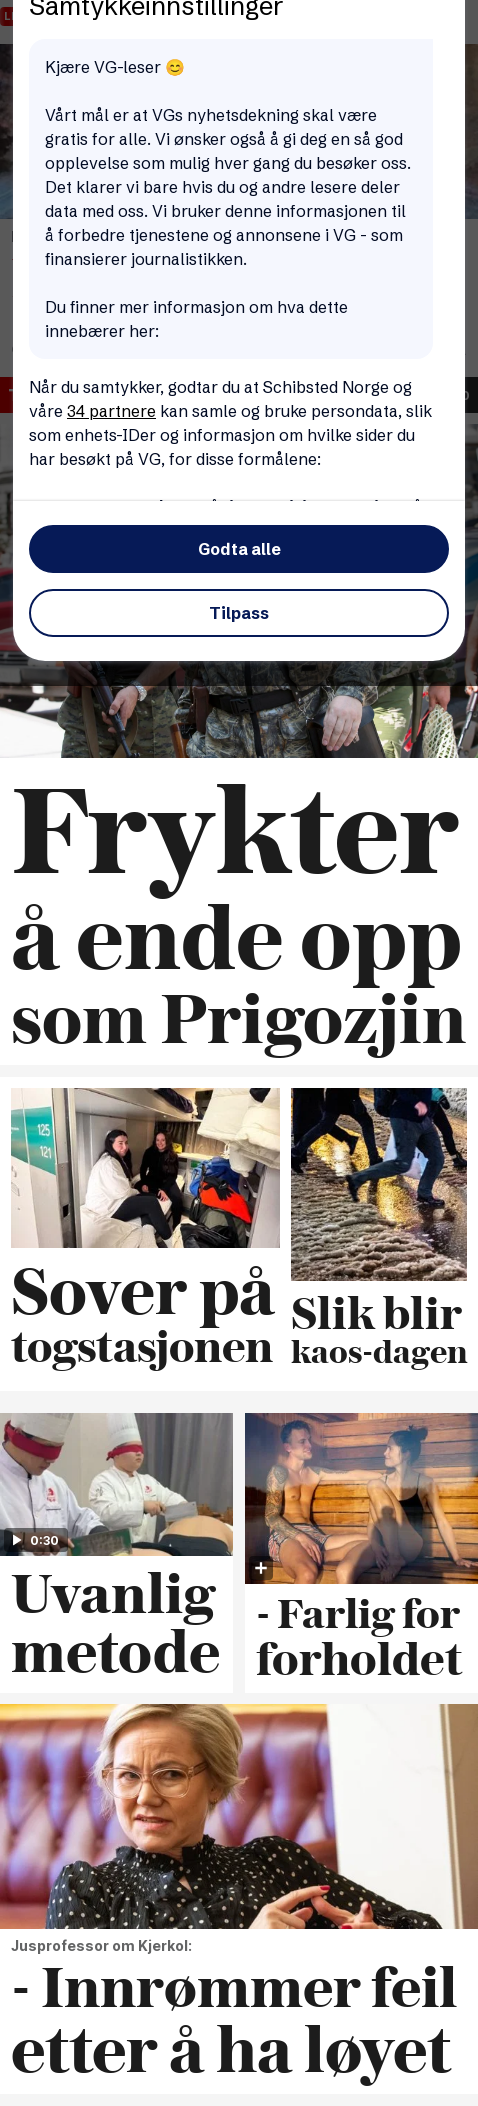 Samtykkeinnstillinger
Kjære VG-leser 😊
Vårt mål er at VGs nyhetsdekning skal være
gratis for alle. Vi ønsker også å gi deg en så god
opplevelse som mulig hver gang du besøker oss.
Det klarer vi bare hvis du og andre lesere deler
data med oss. Vi bruker denne informasjonen til
å forbedre tjenestene og annonsene i VG - som
finansierer journalistikken.
Du finner mer informasjon om hva dette
innebærer her:
Når du samtykker, godtar du at Schibsted Norge og
våre 34 partnere kan samle og bruke persondata, slik
som enhets-IDer og informasjon om hvilke sider du
har besøkt på VG, for disse formålene:
Godta alle
Tilpass
Frykter
å ende opp
som Prigozjin
125
121
Sover på
togstasjonen
Slik blir
kaos-dagen
0:30
Uvanlig
metode
- Farlig for
forholdet
Jusprofessor om Kjerkol:
- Innrømmer feil
etter å ha løyet